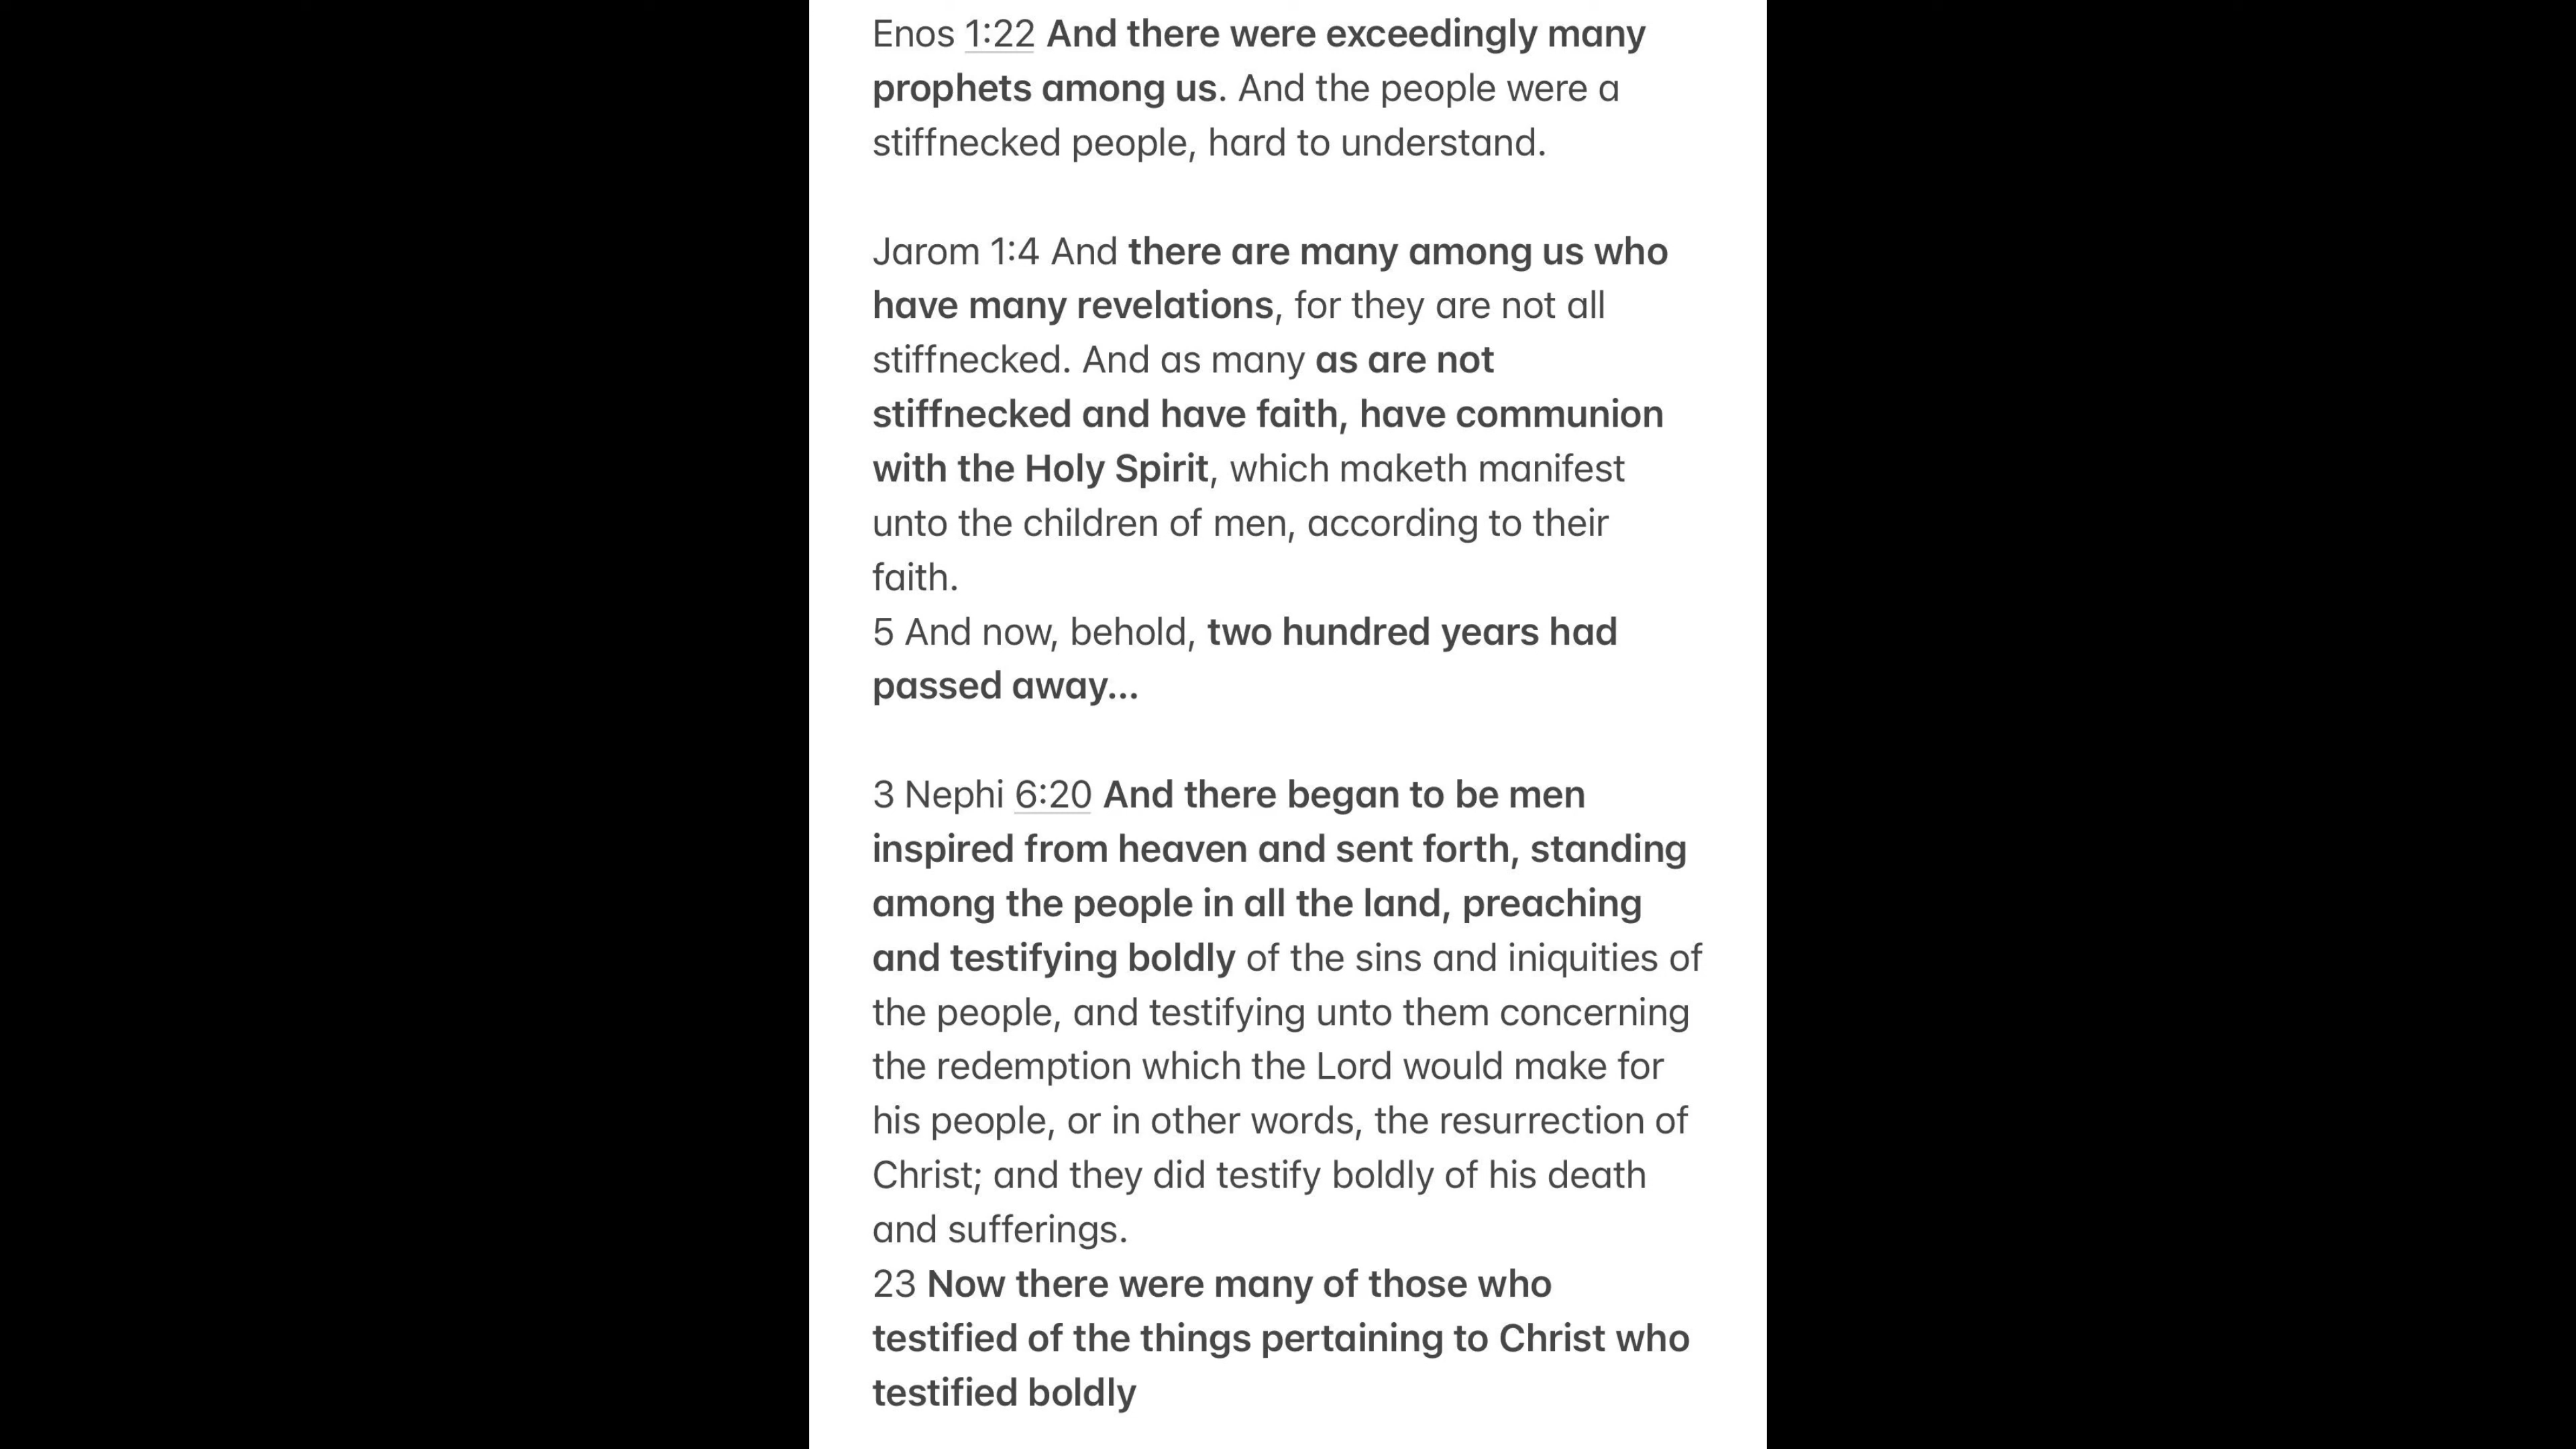 Enos 1:22 And there were exceedingly many
prophets among us. And the people were a
stiffnecked people, hard to understand.
Jarom 1:4 And there are many among us who
have many revelations, for they are not all
stiffnecked. And as many as are not
stiffnecked and have faith, have communion
with the Holy Spirit, which maketh manifest
unto the children of men, according to their
faith.
5 And now, behold, two hundred years had
passed away...
3 Nephi 6:20 And there began to be men
inspired from heaven and sent forth, standing
among the people in all the land, preaching
and testifying boldly of the sins and iniquities of
the people, and testifying unto them concerning
the redemption which the Lord would make for
his people, or in other words, the resurrection of
Christ; and they did testify boldly of his death
and sufferings.
23 Now there were many of those who
testified of the things pertaining to Christ who
testified boldly